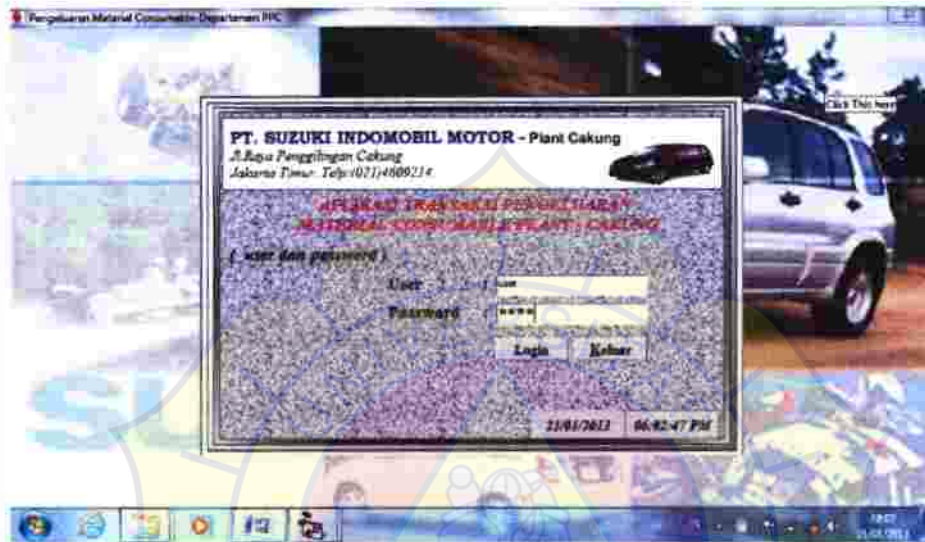 Pengeluaran Material Consumable Departemen PPC
Click This here
PT. SUZUKI INDOMOBIL MOTOR - Plant Cakung
Jl.Raya Penggilingan Cakung
Jakarta Timur. Telp:(021)4609214
APLIKASI TRANSAKSI PENGELUARAN
MATERIAL CONSUMABLE PLANT - CAKUNG
( user dan password )
User :
Password : ****
Login Keluar
21/01/2013 06:02:47 PM